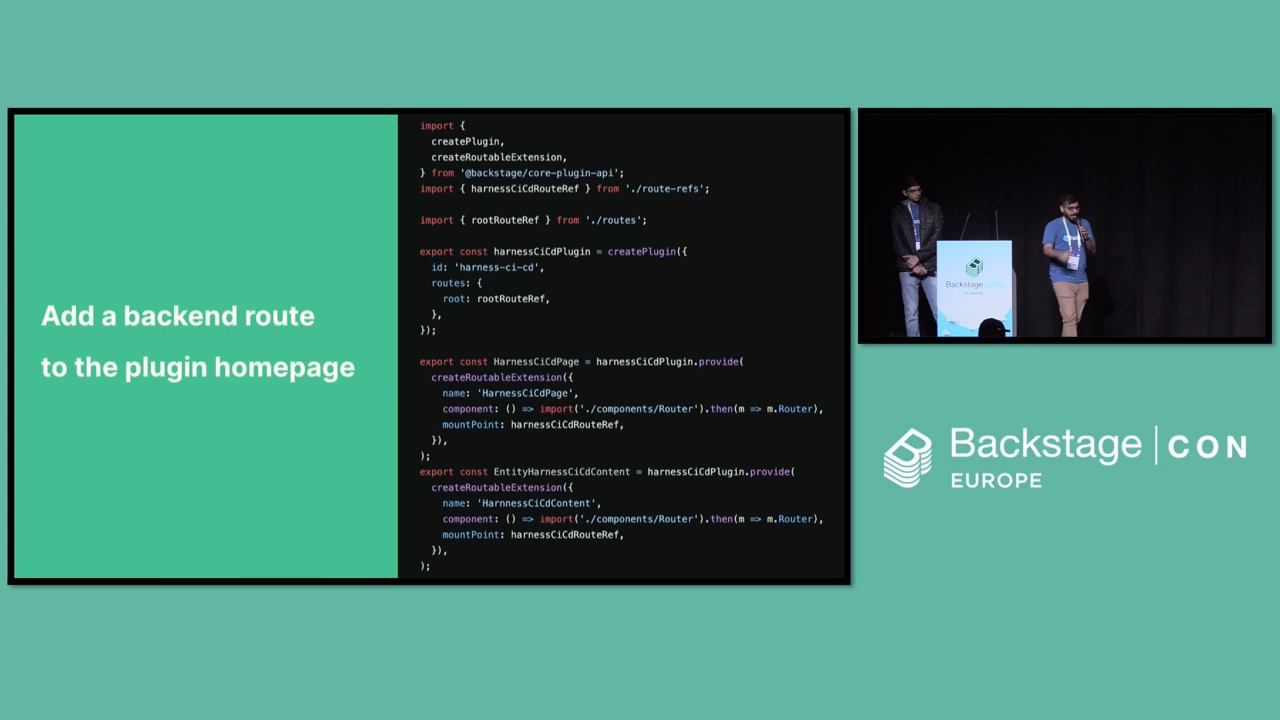 Add a backend route
to the plugin homepage
import {
  createPlugin,
  createRoutableExtension,
} from '@backstage/core-plugin-api';
import { harnessCiCdRouteRef } from './route-refs';
import { rootRouteRef } from './routes';
export const harnessCiCdPlugin = createPlugin({
  id: 'harness-ci-cd',
  routes: {
    root: rootRouteRef,
  },
});
export const HarnessCiCdPage = harnessCiCdPlugin.provide(
  createRoutableExtension({
    name: 'HarnessCiCdPage',
    component: () => import('./components/Router').then(m => m.Router),
    mountPoint: harnessCiCdRouteRef,
  }),
);
export const EntityHarnessCiCdContent = harnessCiCdPlugin.provide(
  createRoutableExtension({
    name: 'HarnnessCiCdContent',
    component: () => import('./components/Router').then(m => m.Router),
    mountPoint: harnessCiCdRouteRef,
  }),
);
Backstage
EUROPE
Backstage | CON
EUROPE